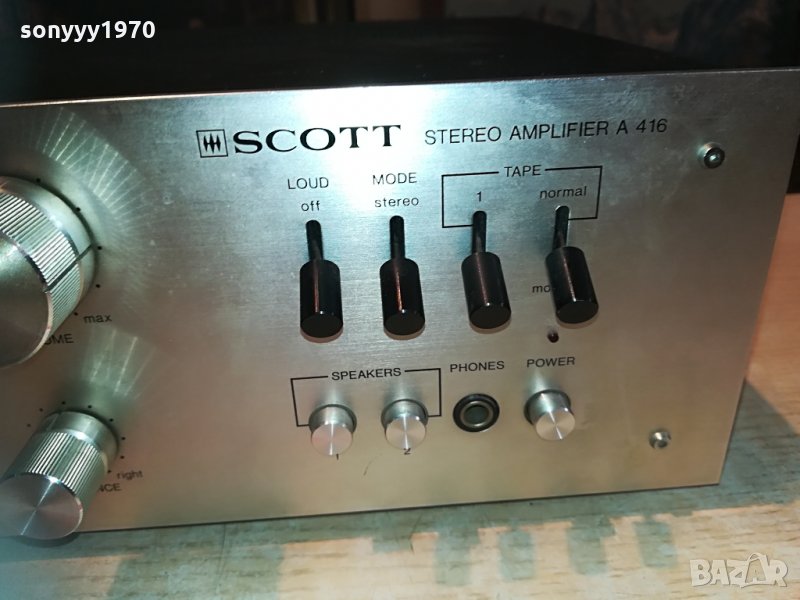 sonyyy1970
SCOTT STEREO AMPLIFIER A 416
LOUD MODE TAPE
off stereo 1 normal
max
SPEAKERS PHONES POWER
1 2
right
BAZAR